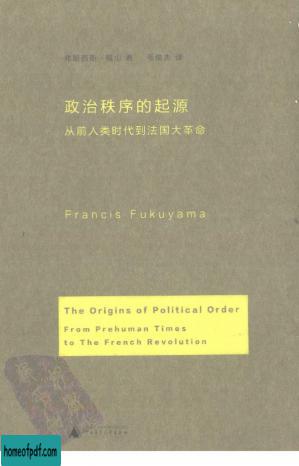 弗朗西斯·福山 著 毛俊杰 译
政治秩序的起源
从前人类时代到法国大革命
Francis Fukuyama
The Origins of Political Order
From Prehuman Times
to The French Revolution
homeofpdf.com